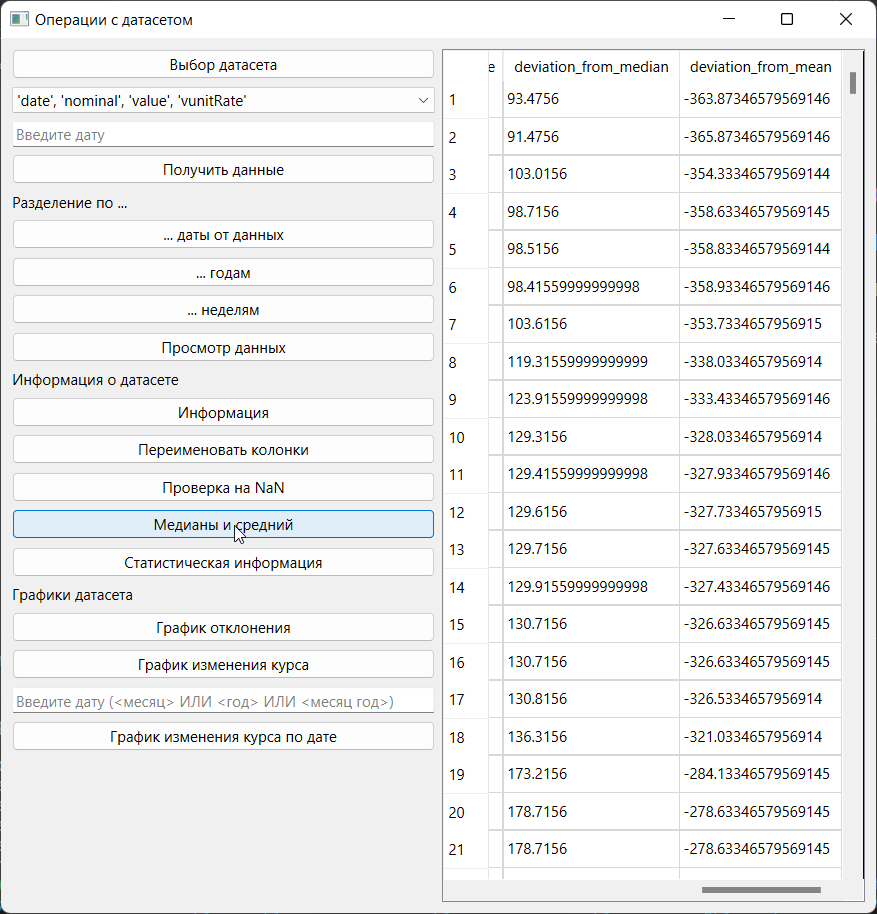 Операции с датасетом
Выбор датасета
'date', 'nominal', 'value', 'vunitRate'
Введите дату
Получить данные
Разделение по ...
... даты от данных
... годам
... неделям
Просмотр данных
Информация о датасете
Информация
Переименовать колонки
Проверка на NaN
Медианы и средний
Статистическая информация
Графики датасета
График отклонения
График изменения курса
Введите дату (<месяц> ИЛИ <год> ИЛИ <месяц год>)
График изменения курса по дате
e deviation_from_median deviation_from_mean
1 93.4756 -363.87346579569146
2 91.4756 -365.87346579569146
3 103.0156 -354.33346579569144
4 98.7156 -358.63346579569145
5 98.5156 -358.83346579569144
6 98.41559999999998 -358.93346579569146
7 103.6156 -353.7334657956915
8 119.31559999999999 -338.0334657956914
9 123.91559999999998 -333.43346579569146
10 129.3156 -328.0334657956914
11 129.41559999999998 -327.93346579569146
12 129.6156 -327.7334657956915
13 129.7156 -327.63346579569145
14 129.91559999999998 -327.43346579569146
15 130.7156 -326.63346579569145
16 130.7156 -326.63346579569145
17 130.8156 -326.5334657956914
18 136.3156 -321.0334657956914
19 173.2156 -284.13346579569145
20 178.7156 -278.63346579569145
21 178.7156 -278.63346579569145